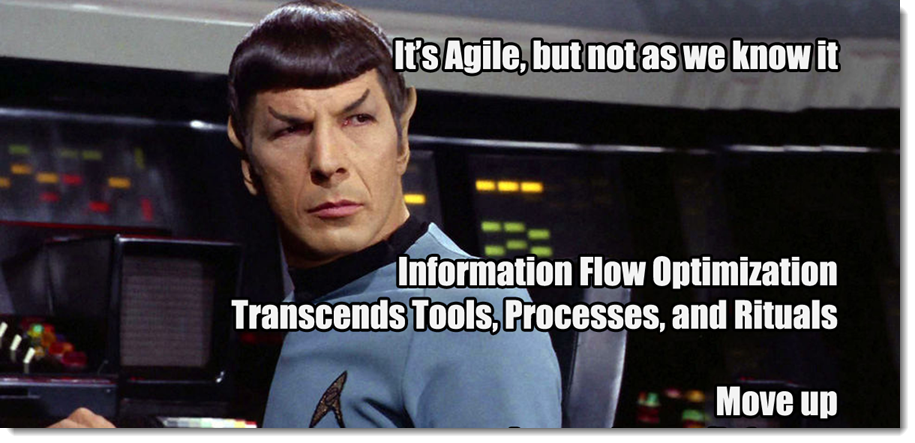 It's Agile, but not as we know it
Information Flow Optimization
Transcends Tools, Processes, and Rituals
Move up